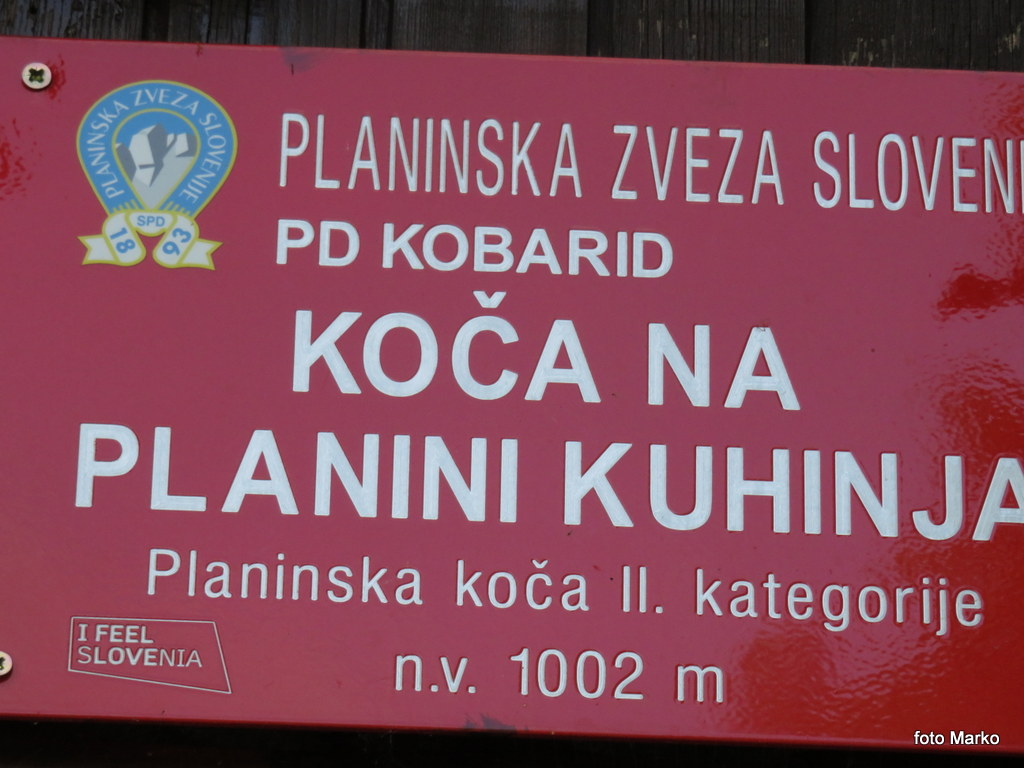 PLANINSKA ZVEZA SLOVENIJE
SPD
18 93
PLANINSKA ZVEZA SLOVENI
PD KOBARID
KOČA NA
PLANINI KUHINJA
Planinska koča II. kategorije
n.v. 1002 m
I FEEL
SLOVENIA
foto Marko